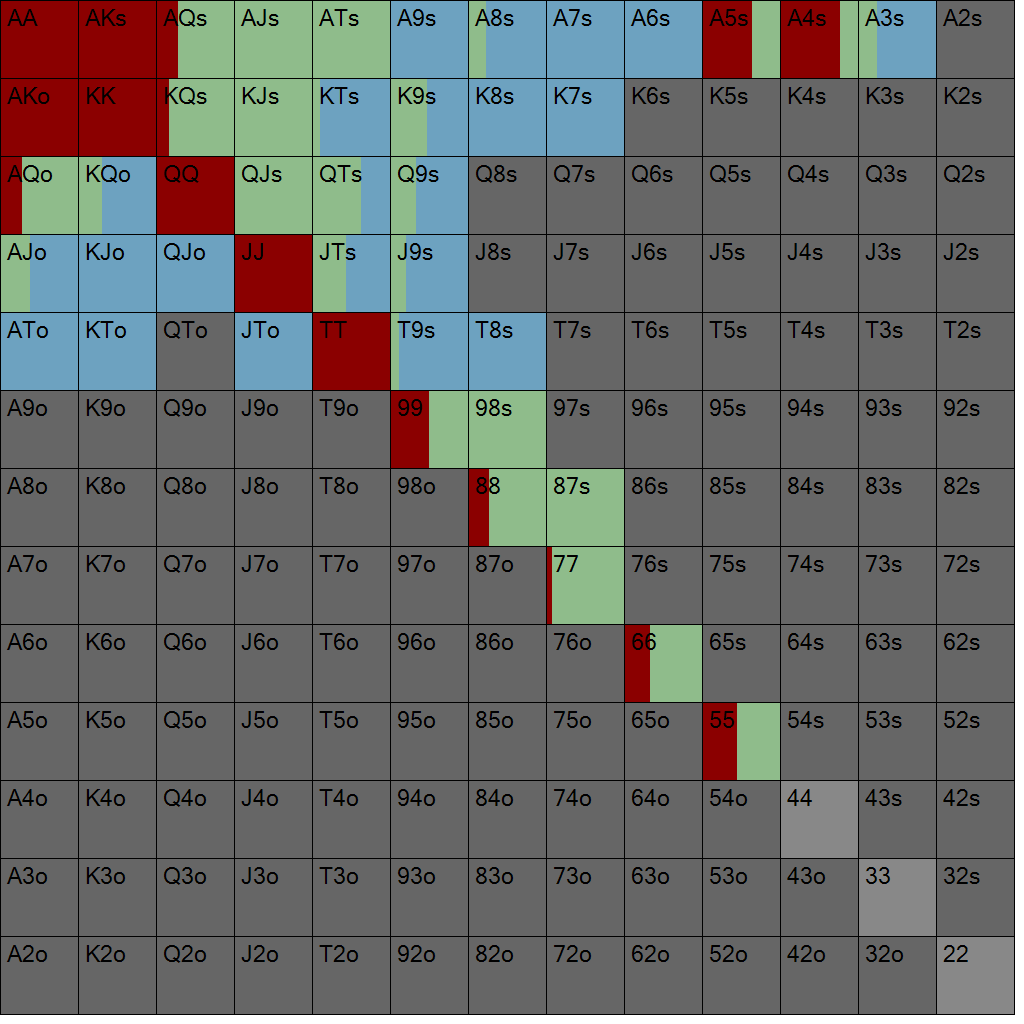 AA AKs AQs AJs ATs A9s A8s A7s A6s A5s A4s A3s A2s
AKo KK KQs KJs KTs K9s K8s K7s K6s K5s K4s K3s K2s
AQo KQo QQ QJs QTs Q9s Q8s Q7s Q6s Q5s Q4s Q3s Q2s
AJo KJo QJo JJ JTs J9s J8s J7s J6s J5s J4s J3s J2s
ATo KTo QTo JTo TT T9s T8s T7s T6s T5s T4s T3s T2s
A9o K9o Q9o J9o T9o 99 98s 97s 96s 95s 94s 93s 92s
A8o K8o Q8o J8o T8o 98o 88 87s 86s 85s 84s 83s 82s
A7o K7o Q7o J7o T7o 97o 87o 77 76s 75s 74s 73s 72s
A6o K6o Q6o J6o T6o 96o 86o 76o 66 65s 64s 63s 62s
A5o K5o Q5o J5o T5o 95o 85o 75o 65o 55 54s 53s 52s
A4o K4o Q4o J4o T4o 94o 84o 74o 64o 54o 44 43s 42s
A3o K3o Q3o J3o T3o 93o 83o 73o 63o 53o 43o 33 32s
A2o K2o Q2o J2o T2o 92o 82o 72o 62o 52o 42o 32o 22